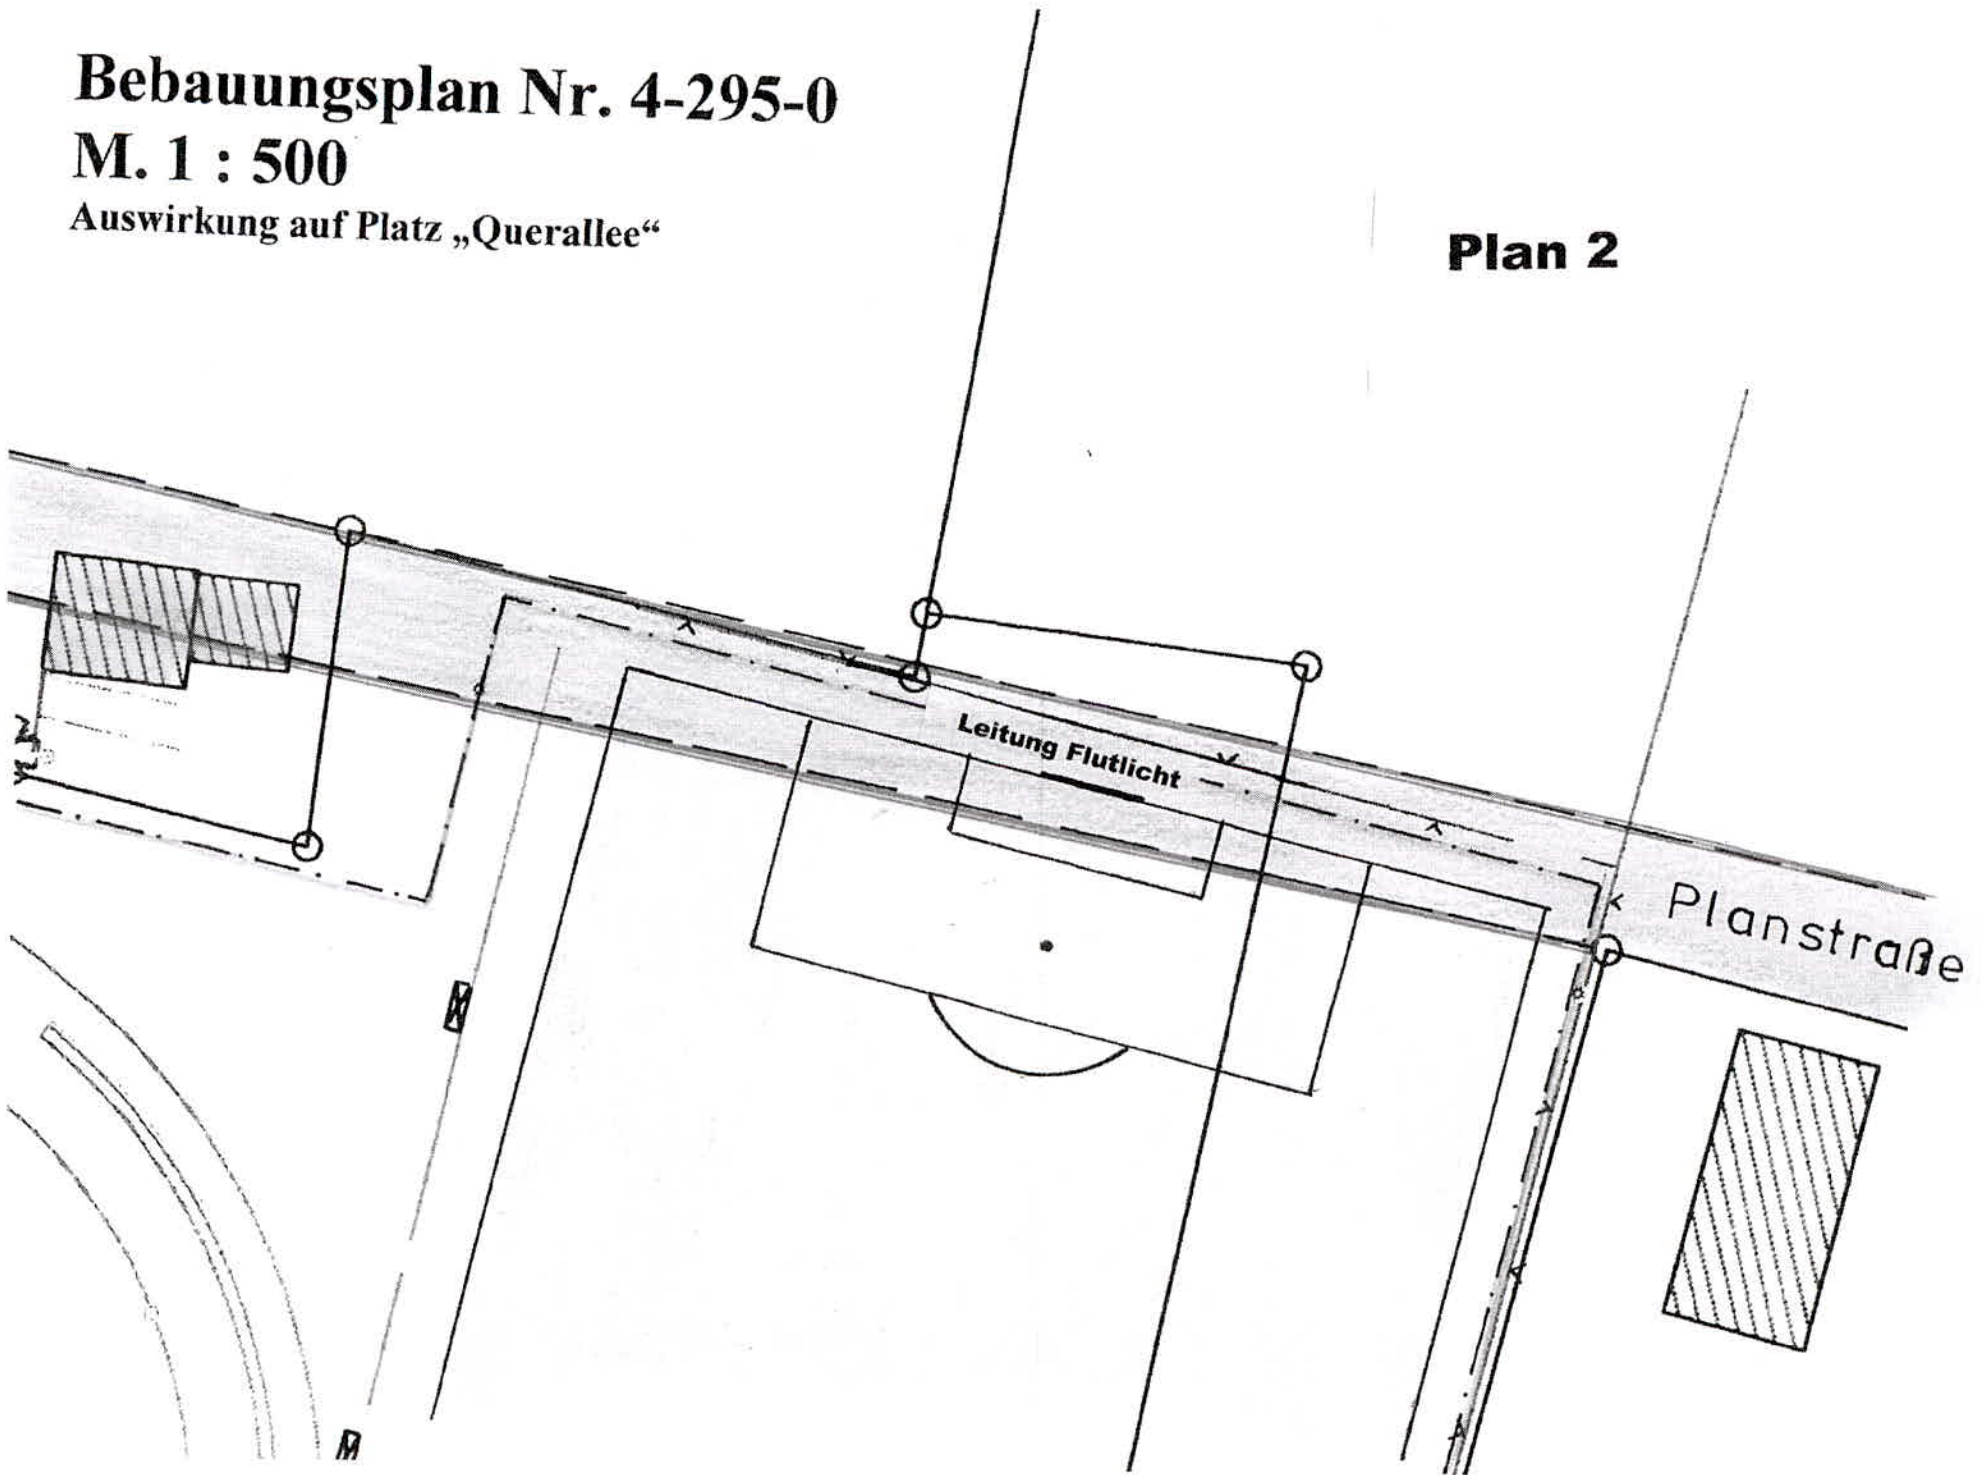 Bebauungsplan Nr. 4-295-0
M. 1 : 500
Auswirkung auf Platz „Querallee“
Plan 2
Leitung Flutlicht
Planstraße